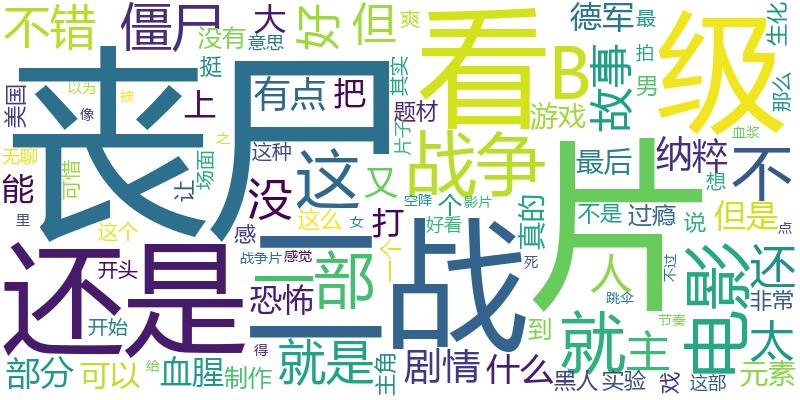 不错
僵尸
大
没有
意思
好
但
爽
德军
最
拍
生化
丧尸
看
级
B
故事
男
那么
美国
以为
被
像
上
挺
有点
把
其实
题材
片子
游戏
战争
片
无聊
可惜
场面
让
之
这种
这
又
最后
纳粹
不
血浆
想
能
里
这个
感
没
这么
女
打
空降
影片
个
好看
真的
不是
过瘾
说
但是
点
还是
开头
二战
战争片
感觉
一个
一部
人
电影
还
死
跳伞
不过
非常
恐怖
开始
得
到
就
主
节奏
太
部分
可以
给
血腥
制作
就是
主角
剧情
什么
黑人
实验
戏
这部
元素